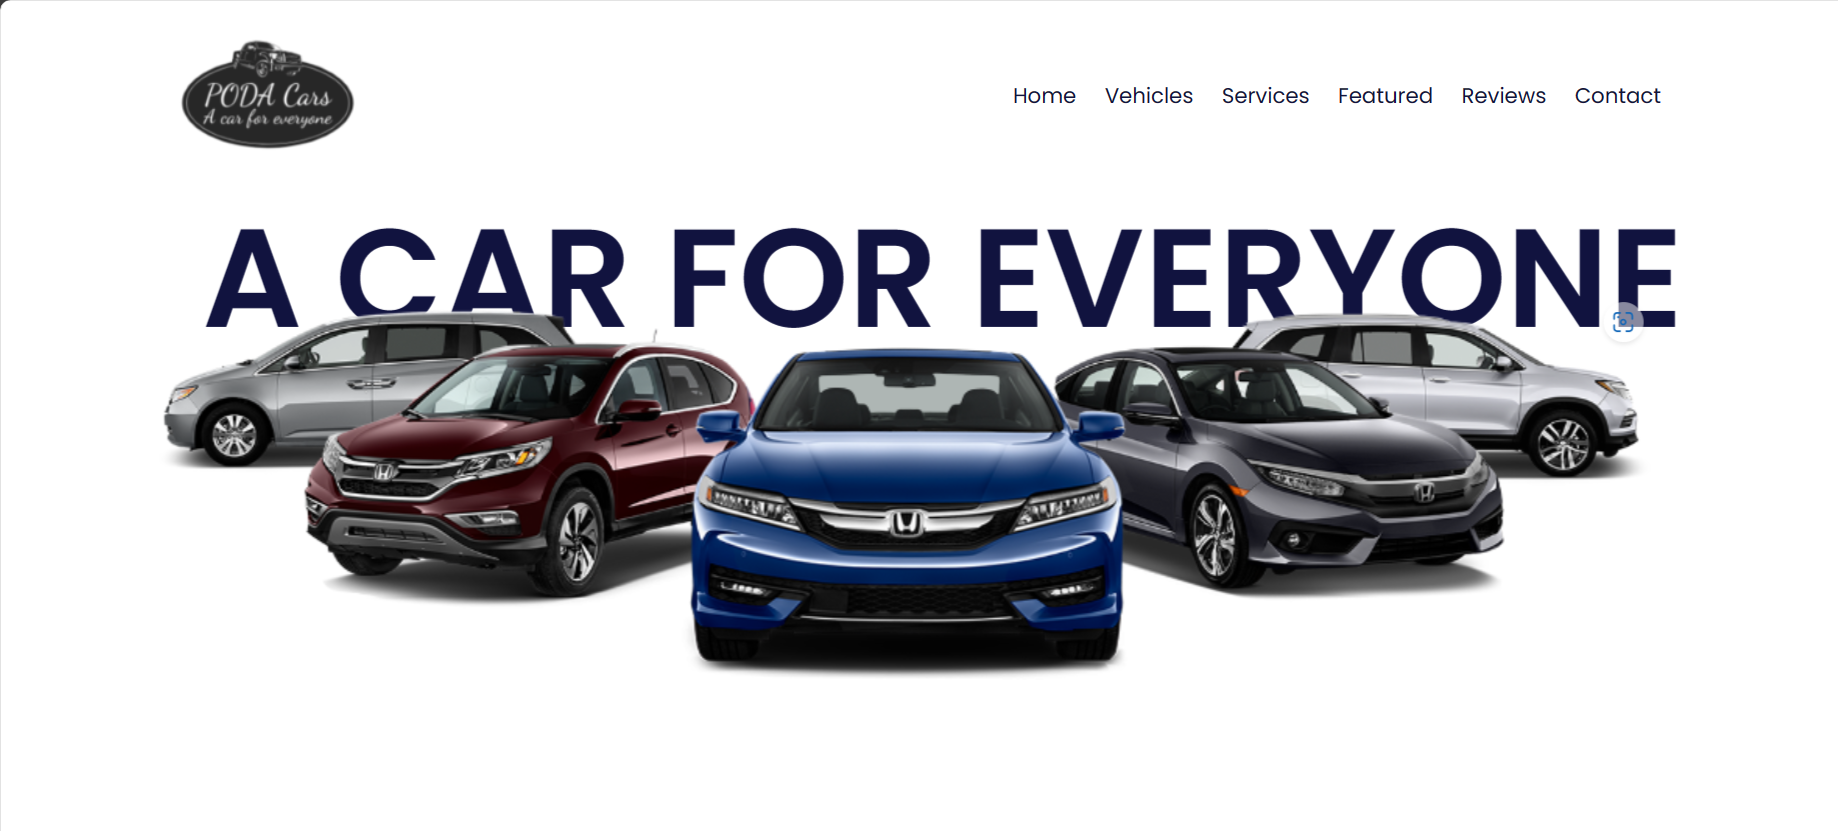 PODA Cars
A car for everyone
Home Vehicles Services Featured Reviews Contact
A CAR FOR EVERYONE